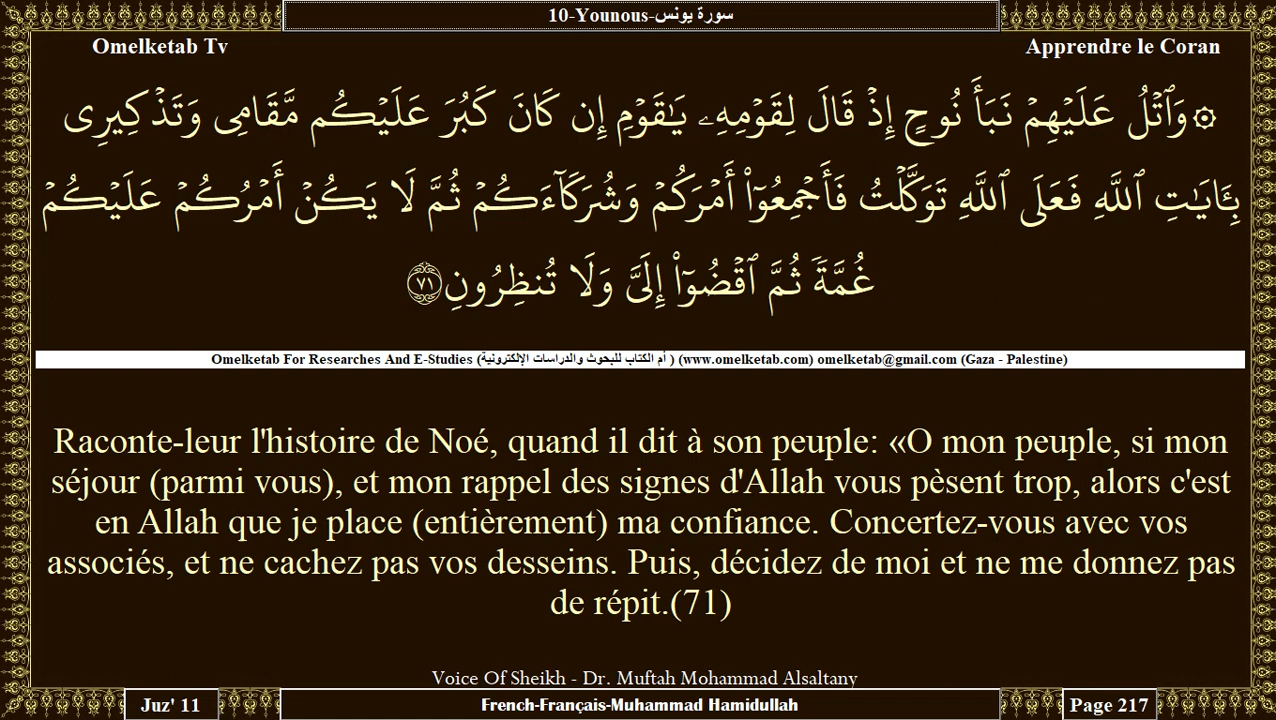 10-Younous-سورة يونس
Omelketab Tv
Apprendre le Coran
۞ وَٱتۡلُ عَلَيۡهِمۡ نَبَأَ نُوحٍ إِذۡ قَالَ لِقَوۡمِهِۦ يَٰقَوۡمِ إِن كَانَ كَبُرَ عَلَيۡكُم مَّقَامِي وَتَذۡكِيرِي
بِـَٔايَٰتِ ٱللَّهِ فَعَلَى ٱللَّهِ تَوَكَّلۡتُ فَأَجۡمِعُوٓاْ أَمۡرَكُمۡ وَشُرَكَآءَكُمۡ ثُمَّ لَا يَكُنۡ أَمۡرُكُمۡ عَلَيۡكُمۡ
غُمَّةٗ ثُمَّ ٱقۡضُوٓاْ إِلَيَّ وَلَا تُنظِرُونِ ٧١
Omelketab For Researches And E-Studies (أم الكتاب للبحوث والدراسات الإلكترونية ) (www.omelketab.com) omelketab@gmail.com (Gaza - Palestine)
Raconte-leur l'histoire de Noé, quand il dit à son peuple: «O mon peuple, si mon
séjour (parmi vous), et mon rappel des signes d'Allah vous pèsent trop, alors c'est
en Allah que je place (entièrement) ma confiance. Concertez-vous avec vos
associés, et ne cachez pas vos desseins. Puis, décidez de moi et ne me donnez pas
de répit.(71)
Voice Of Sheikh - Dr. Muftah Mohammad Alsaltany
Juz' 11
French-Français-Muhammad Hamidullah
Page 217